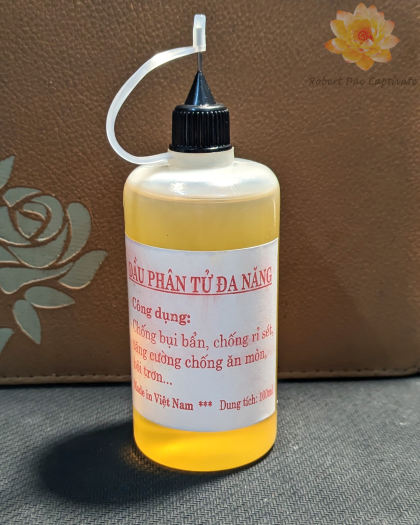 Robert Đắc Captivate
DẦU PHÂN TỬ ĐA NĂNG
Công dụng:
Chống bụi bẩn, chống rỉ sét,
tăng cường chống ăn mòn,
bôi trơn...
Made in Việt Nam *** Dung tích: 100ml